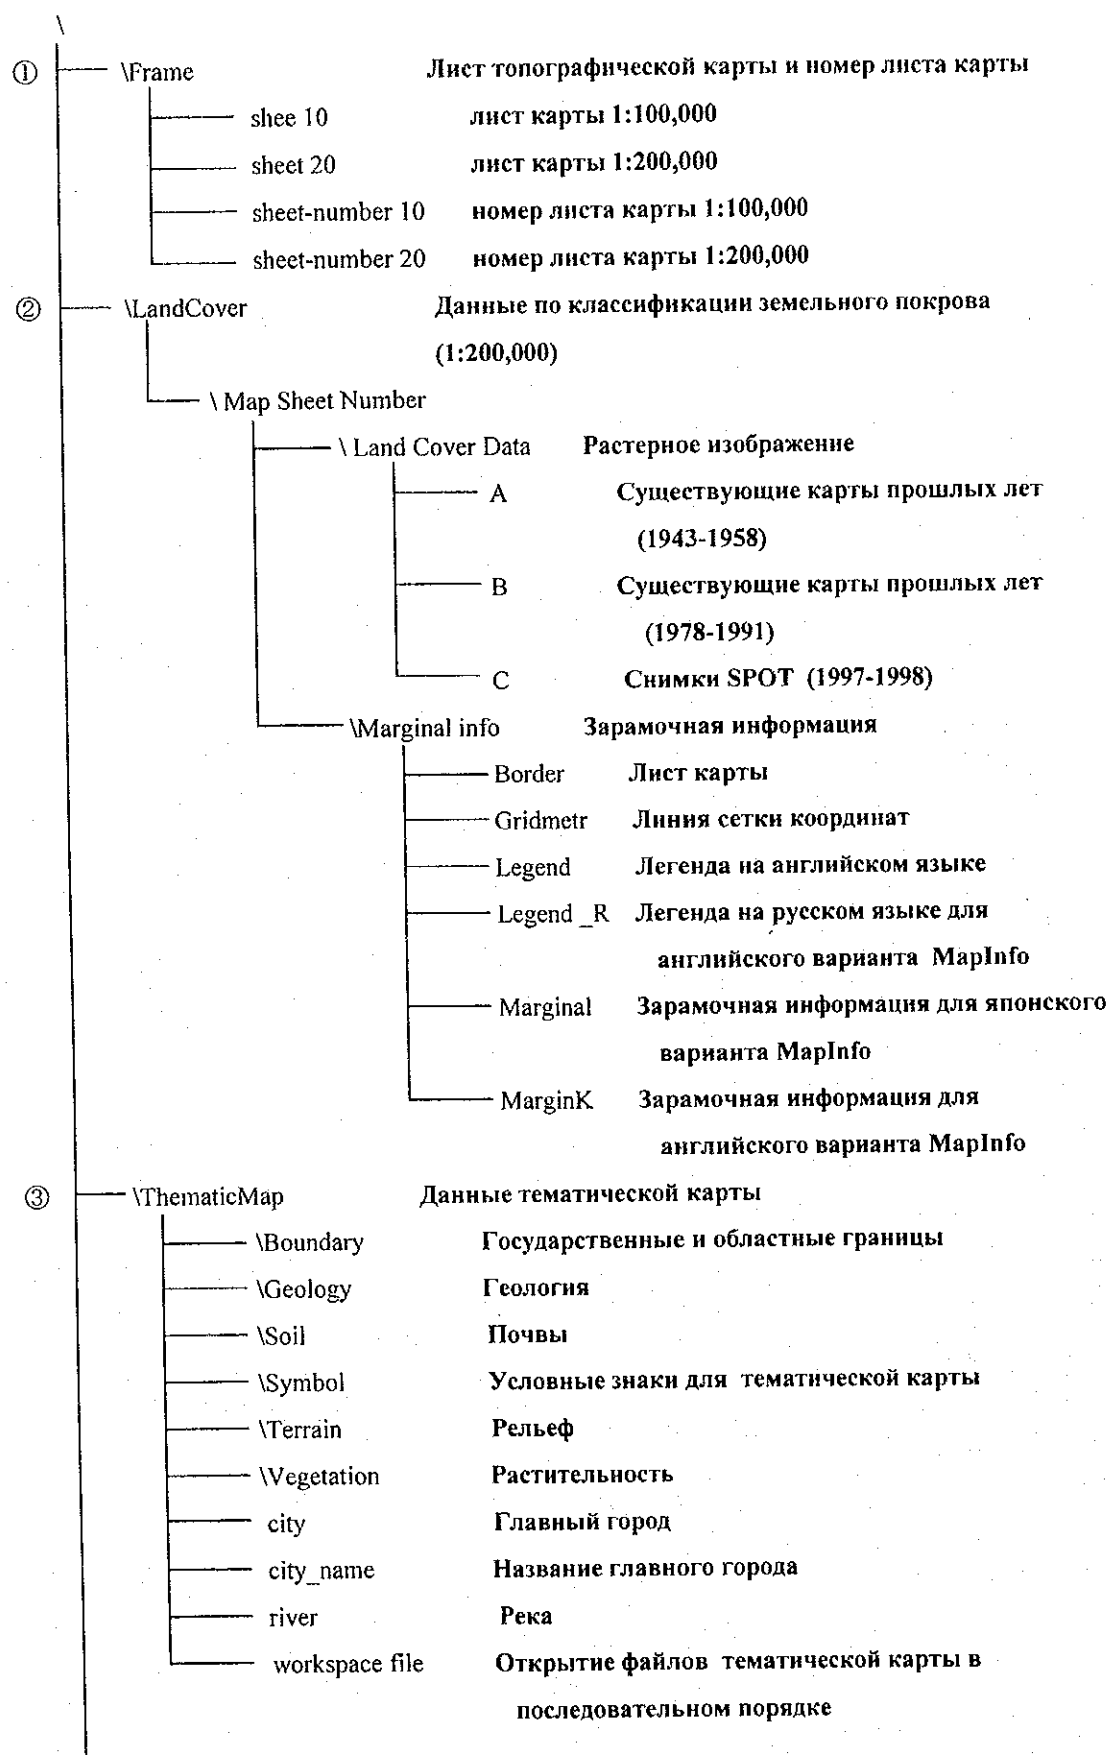 \
① \Frame Лист топографической карты и номер листа карты
shee 10 лист карты 1:100,000
sheet 20 лист карты 1:200,000
sheet-number 10 номер листа карты 1:100,000
sheet-number 20 номер листа карты 1:200,000
② \LandCover Данные по классификации земельного покрова
(1:200,000)
\ Map Sheet Number
\ Land Cover Data Растерное изображение
A Существующие карты прошлых лет
(1943-1958)
B Существующие карты прошлых лет
(1978-1991)
C Снимки SPOT (1997-1998)
\Marginal info Зарамочная информация
Border Лист карты
Gridmetr Линия сетки координат
Legend Легенда на английском языке
Legend _R Легенда на русском языке для
английского варианта MapInfo
Marginal Зарамочная информация для японского
варианта MapInfo
MarginK Зарамочная информация для
английского варианта MapInfo
③ \ThematicMap Данные тематической карты
\Boundary Государственные и областные границы
\Geology Геология
\Soil Почвы
\Symbol Условные знаки для тематической карты
\Terrain Рельеф
\Vegetation Растительность
city Главный город
city_name Название главного города
river Река
workspace file Открытие файлов тематической карты в
последовательном порядке